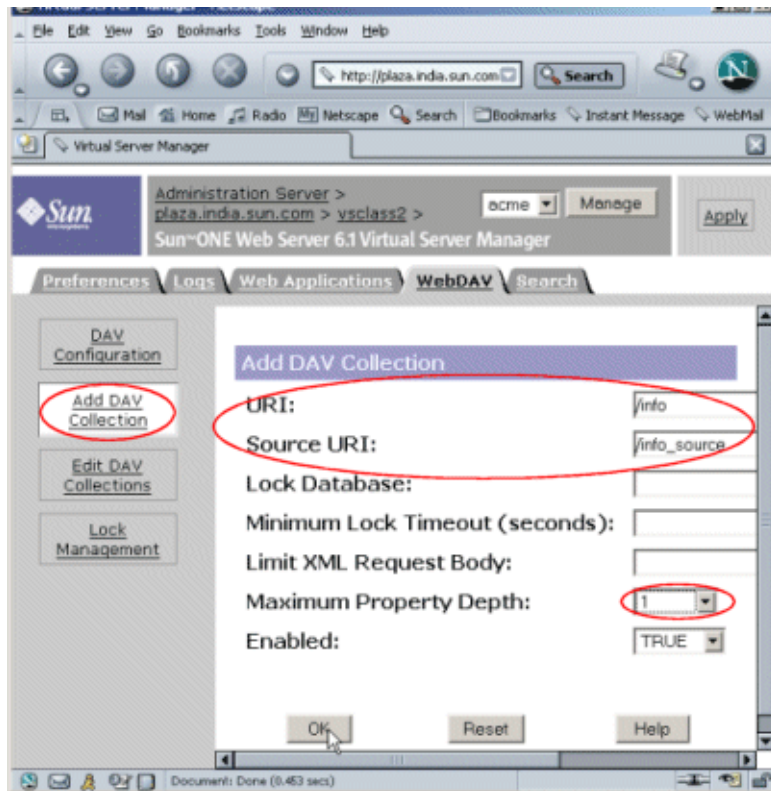 File Edit View Go Bookmarks Tools Window Help
http://plaza.india.sun.com Search N
Mail Home Radio My Netscape Search Bookmarks Instant Message WebMail
Virtual Server Manager
Sun
Administration Server >
plaza.india.sun.com > vsclass2 >
acme Manage
Apply
Sun ONE Web Server 6.1 Virtual Server Manager
Preferences Logs Web Applications WebDAV Search
DAV
Configuration
Add DAV
Collection
Edit DAV
Collections
Lock
Management
Add DAV Collection
URI: /info
Source URI: /info_source
Lock Database:
Minimum Lock Timeout (seconds):
Limit XML Request Body:
Maximum Property Depth: 1
Enabled: TRUE
OK Reset Help
Document: Done (0.453 secs)